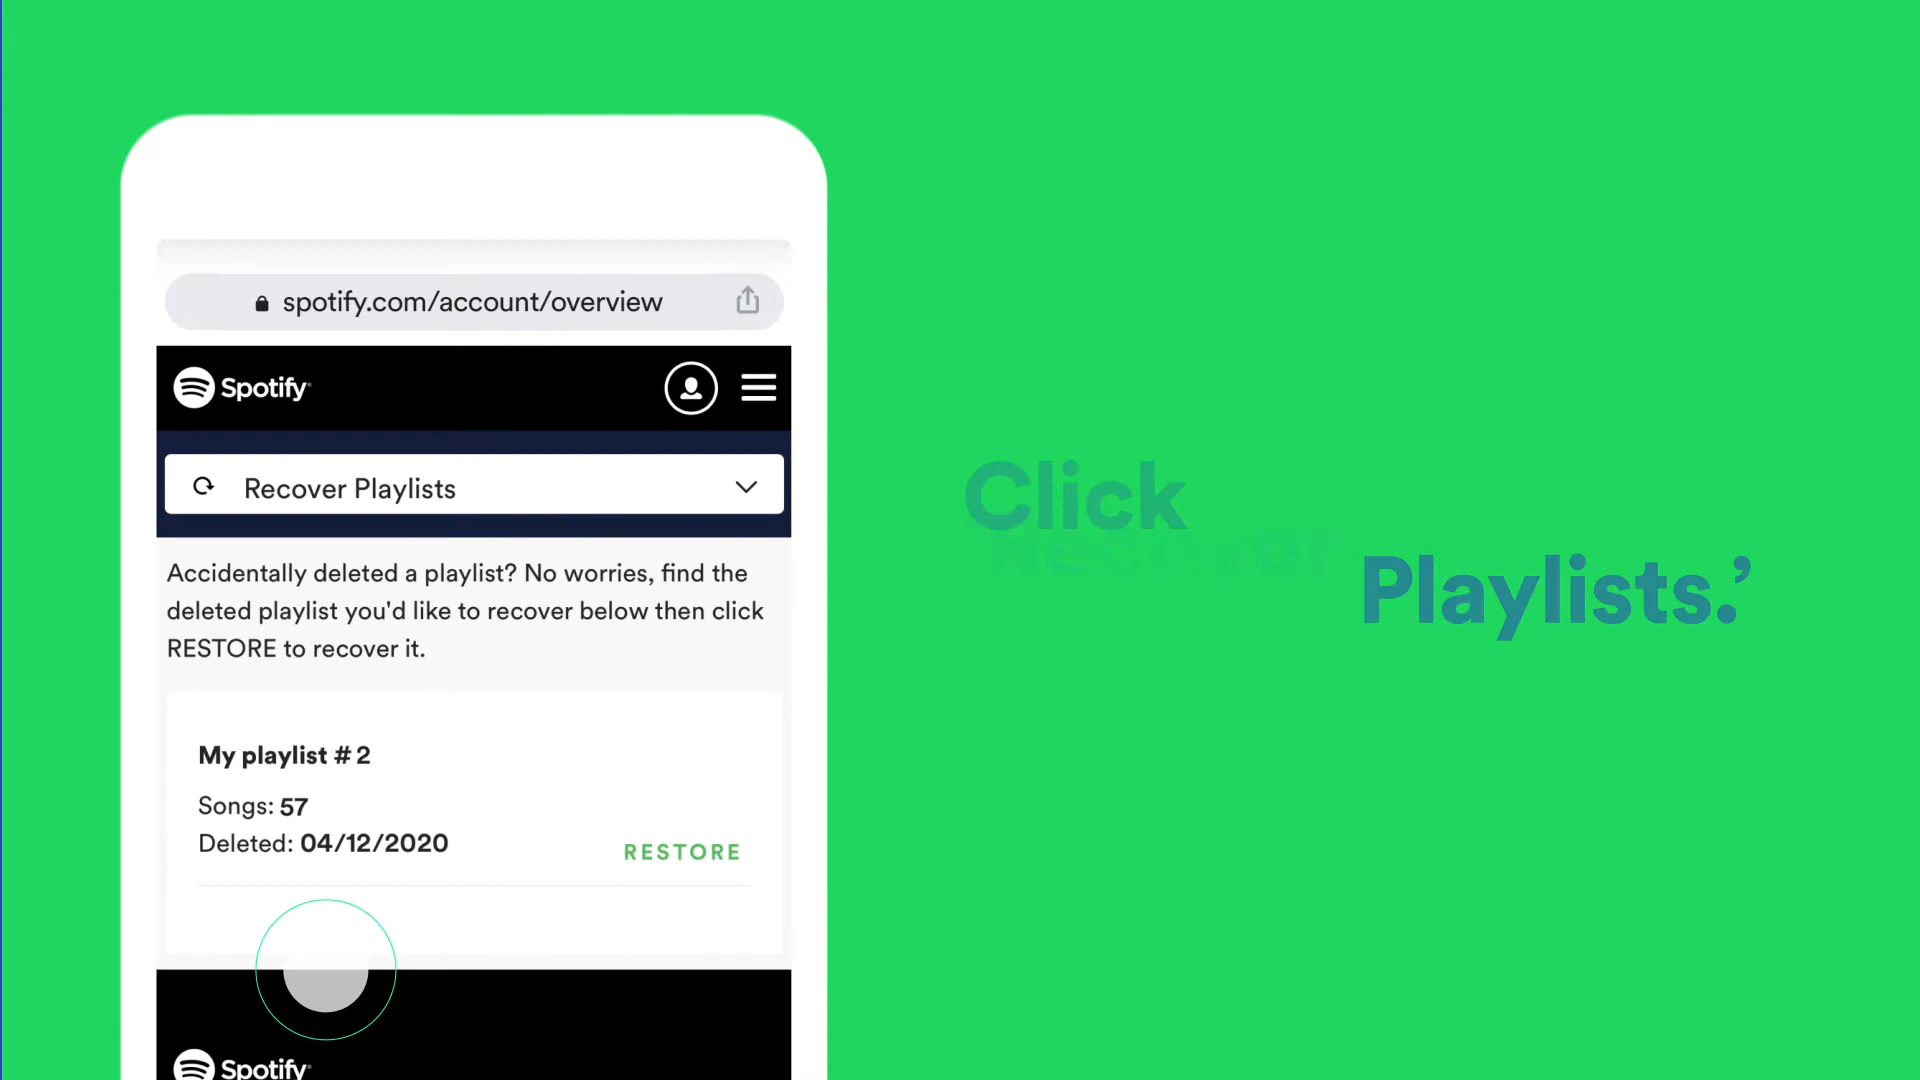 spotify.com/account/overview
Spotify
Recover Playlists
Accidentally deleted a playlist? No worries, find the
deleted playlist you'd like to recover below then click
RESTORE to recover it.
My playlist # 2
Songs: 57
Deleted: 04/12/2020
RESTORE
Spotify
Click
Recover
Playlists.’